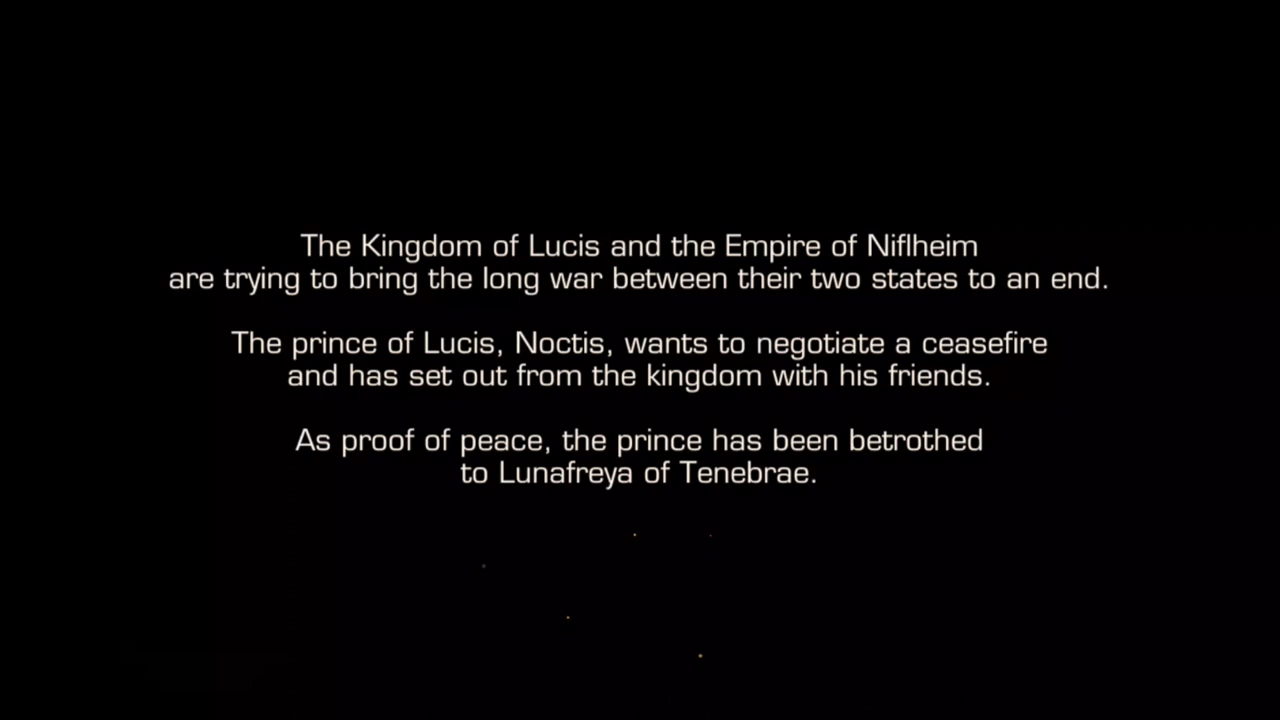 The Kingdom of Lucis and the Empire of Niflheim
are trying to bring the long war between their two states to an end.
The prince of Lucis, Noctis, wants to negotiate a ceasefire
and has set out from the kingdom with his friends.
As proof of peace, the prince has been betrothed
to Lunafreya of Tenebrae.